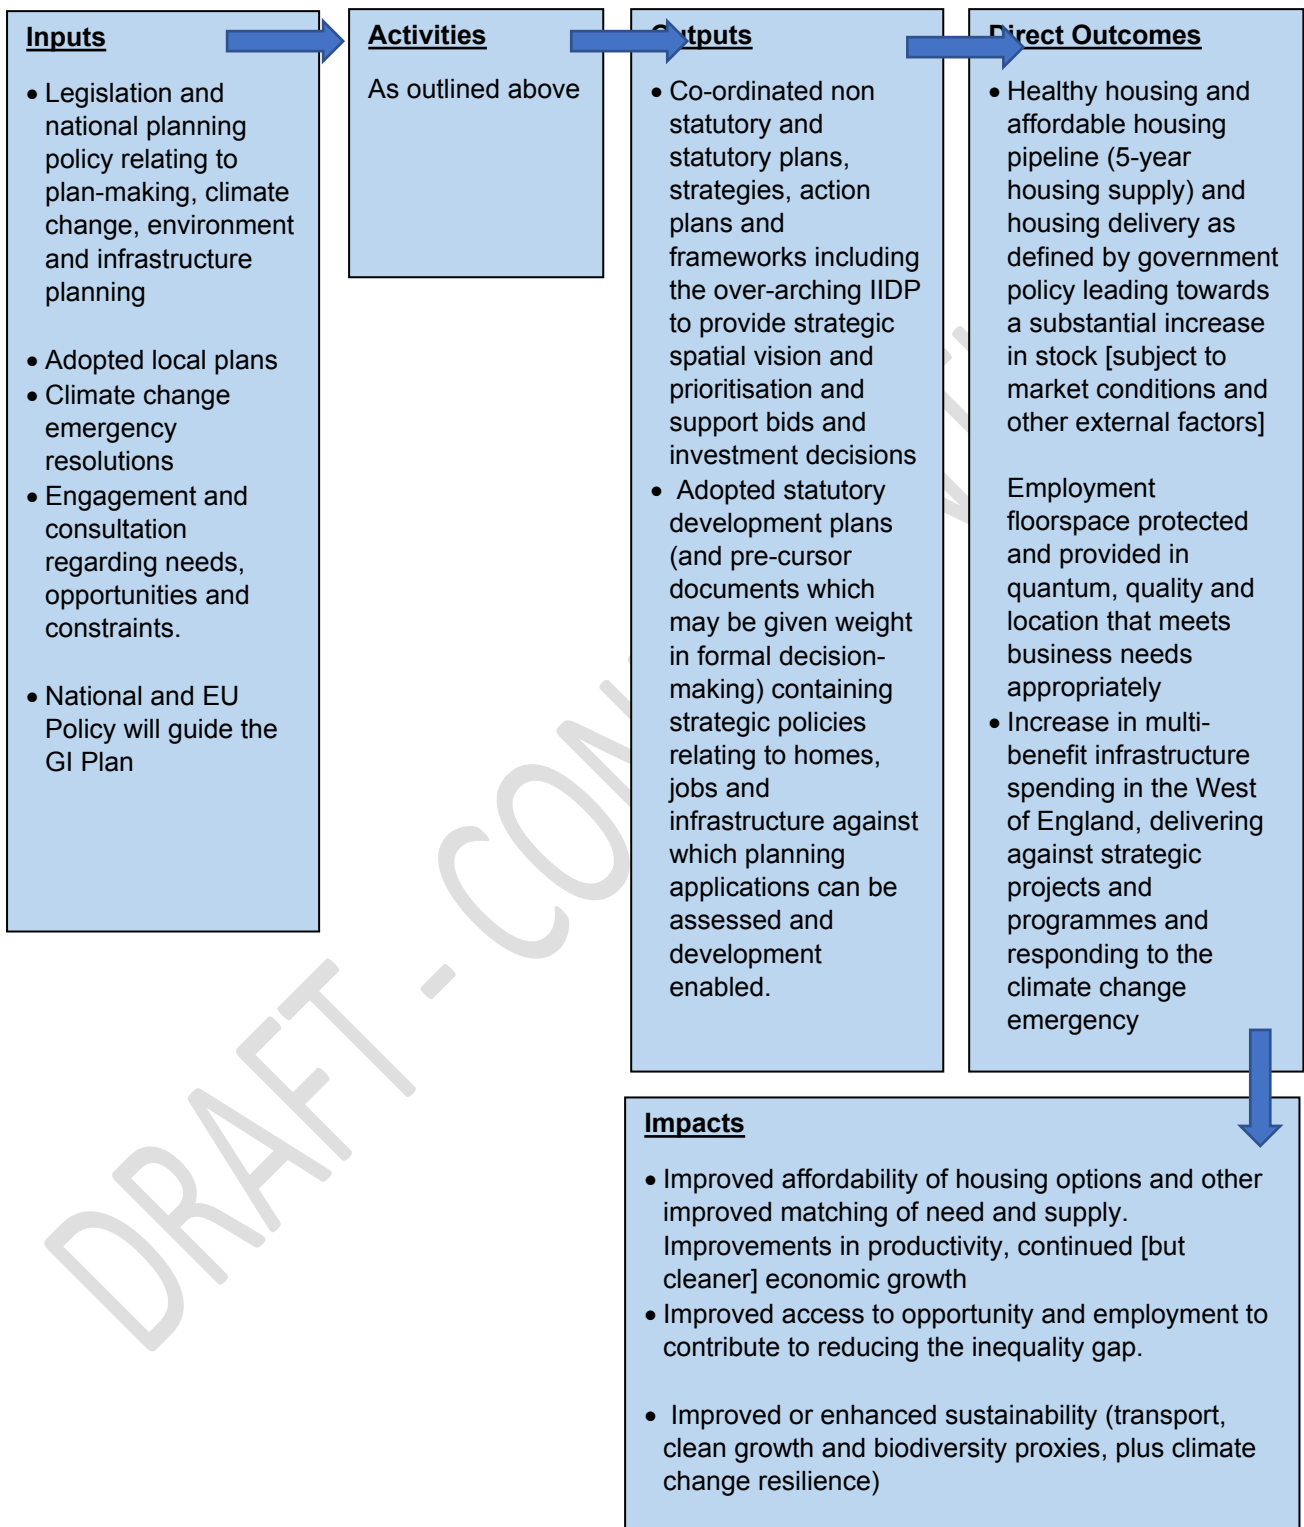 Inputs
• Legislation and
national planning
policy relating to
plan-making, climate
change, environment
and infrastructure
planning
• Adopted local plans
• Climate change
emergency
resolutions
• Engagement and
consultation
regarding needs,
opportunities and
constraints.
• National and EU
Policy will guide the
GI Plan
Activities
As outlined above
Outputs
• Co-ordinated non
statutory and
statutory plans,
strategies, action
plans and
frameworks including
the over-arching IIDP
to provide strategic
spatial vision and
prioritisation and
support bids and
investment decisions
• Adopted statutory
development plans
(and pre-cursor
documents which
may be given weight
in formal decision-
making) containing
strategic policies
relating to homes,
jobs and
infrastructure against
which planning
applications can be
assessed and
development
enabled.
Direct Outcomes
• Healthy housing and
affordable housing
pipeline (5-year
housing supply) and
housing delivery as
defined by government
policy leading towards
a substantial increase
in stock [subject to
market conditions and
other external factors]
Employment
floorspace protected
and provided in
quantum, quality and
location that meets
business needs
appropriately
• Increase in multi-
benefit infrastructure
spending in the West
of England, delivering
against strategic
projects and
programmes and
responding to the
climate change
emergency
Impacts
• Improved affordability of housing options and other
improved matching of need and supply.
Improvements in productivity, continued [but
cleaner] economic growth
• Improved access to opportunity and employment to
contribute to reducing the inequality gap.
• Improved or enhanced sustainability (transport,
clean growth and biodiversity proxies, plus climate
change resilience)
DRAFT -